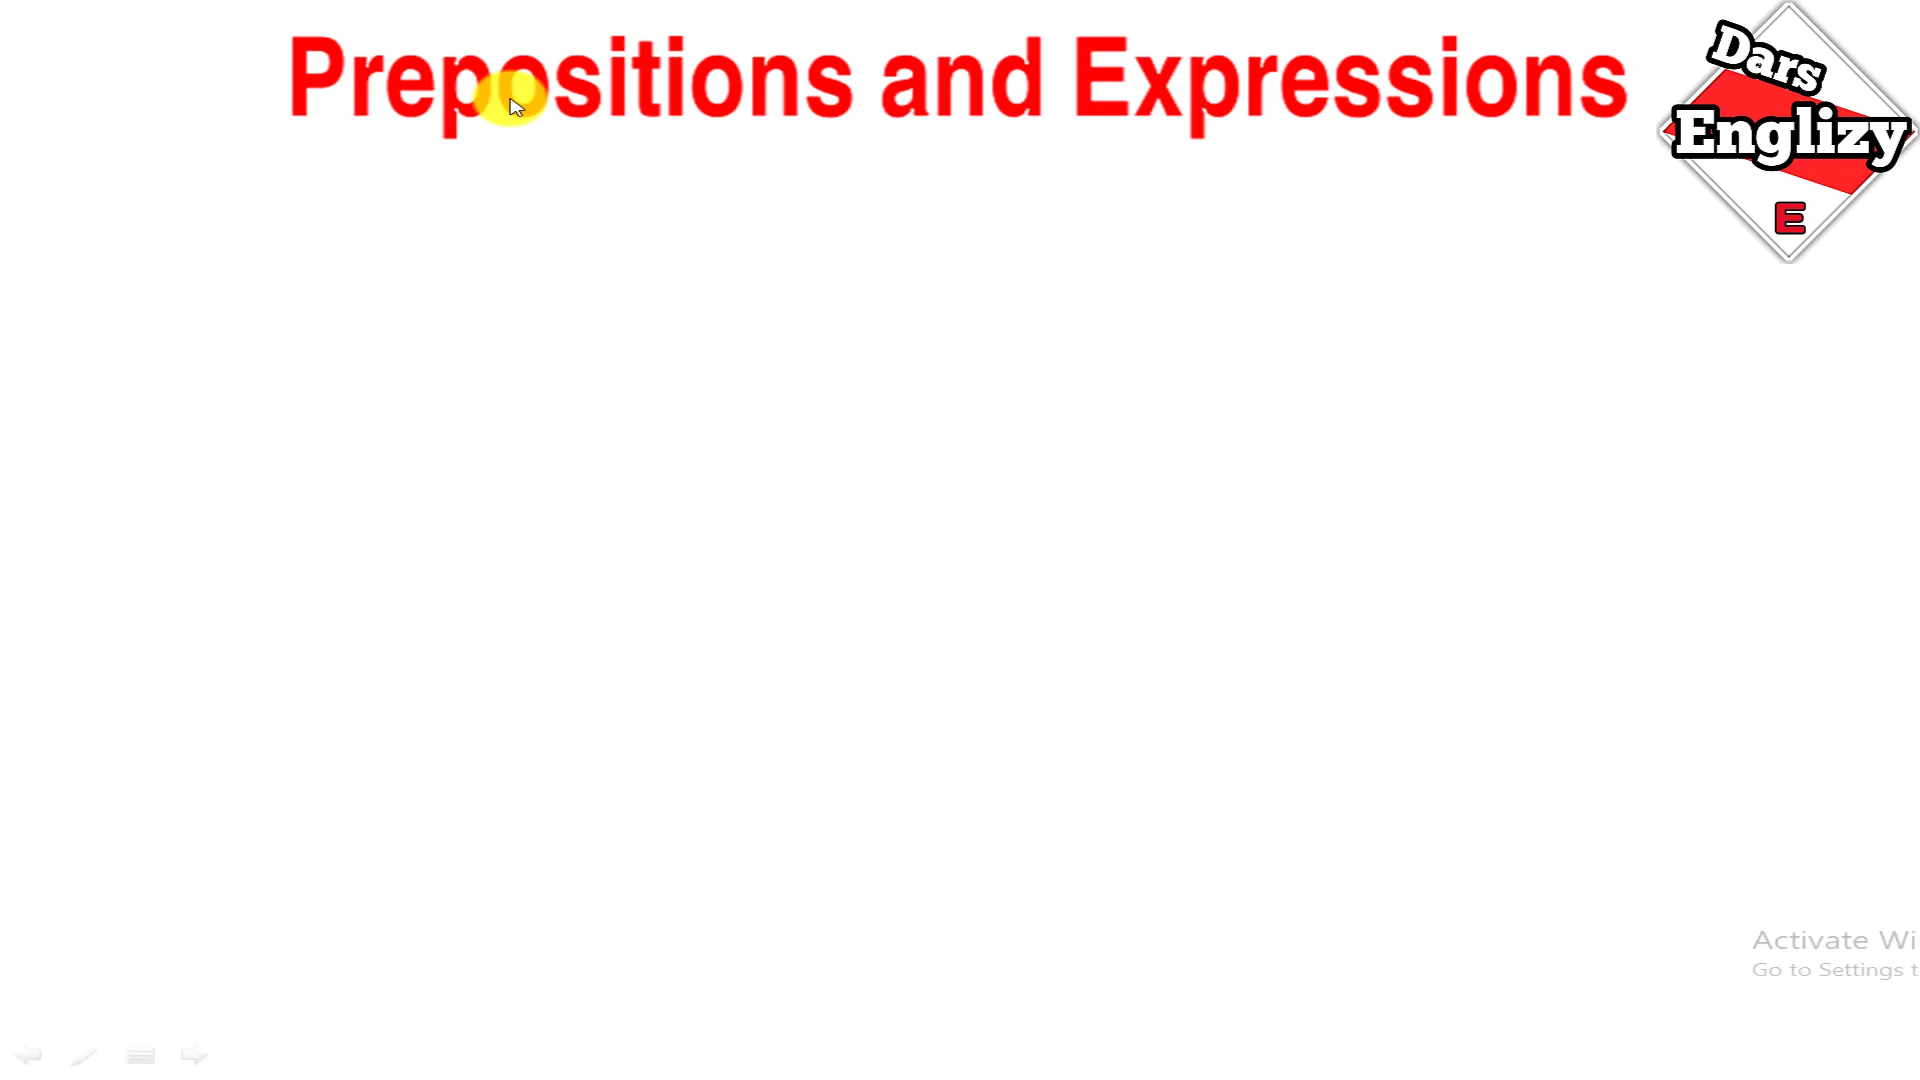 Prepositions and Expressions
Dars
Englizy
E
Activate Wi
Go to Settings t